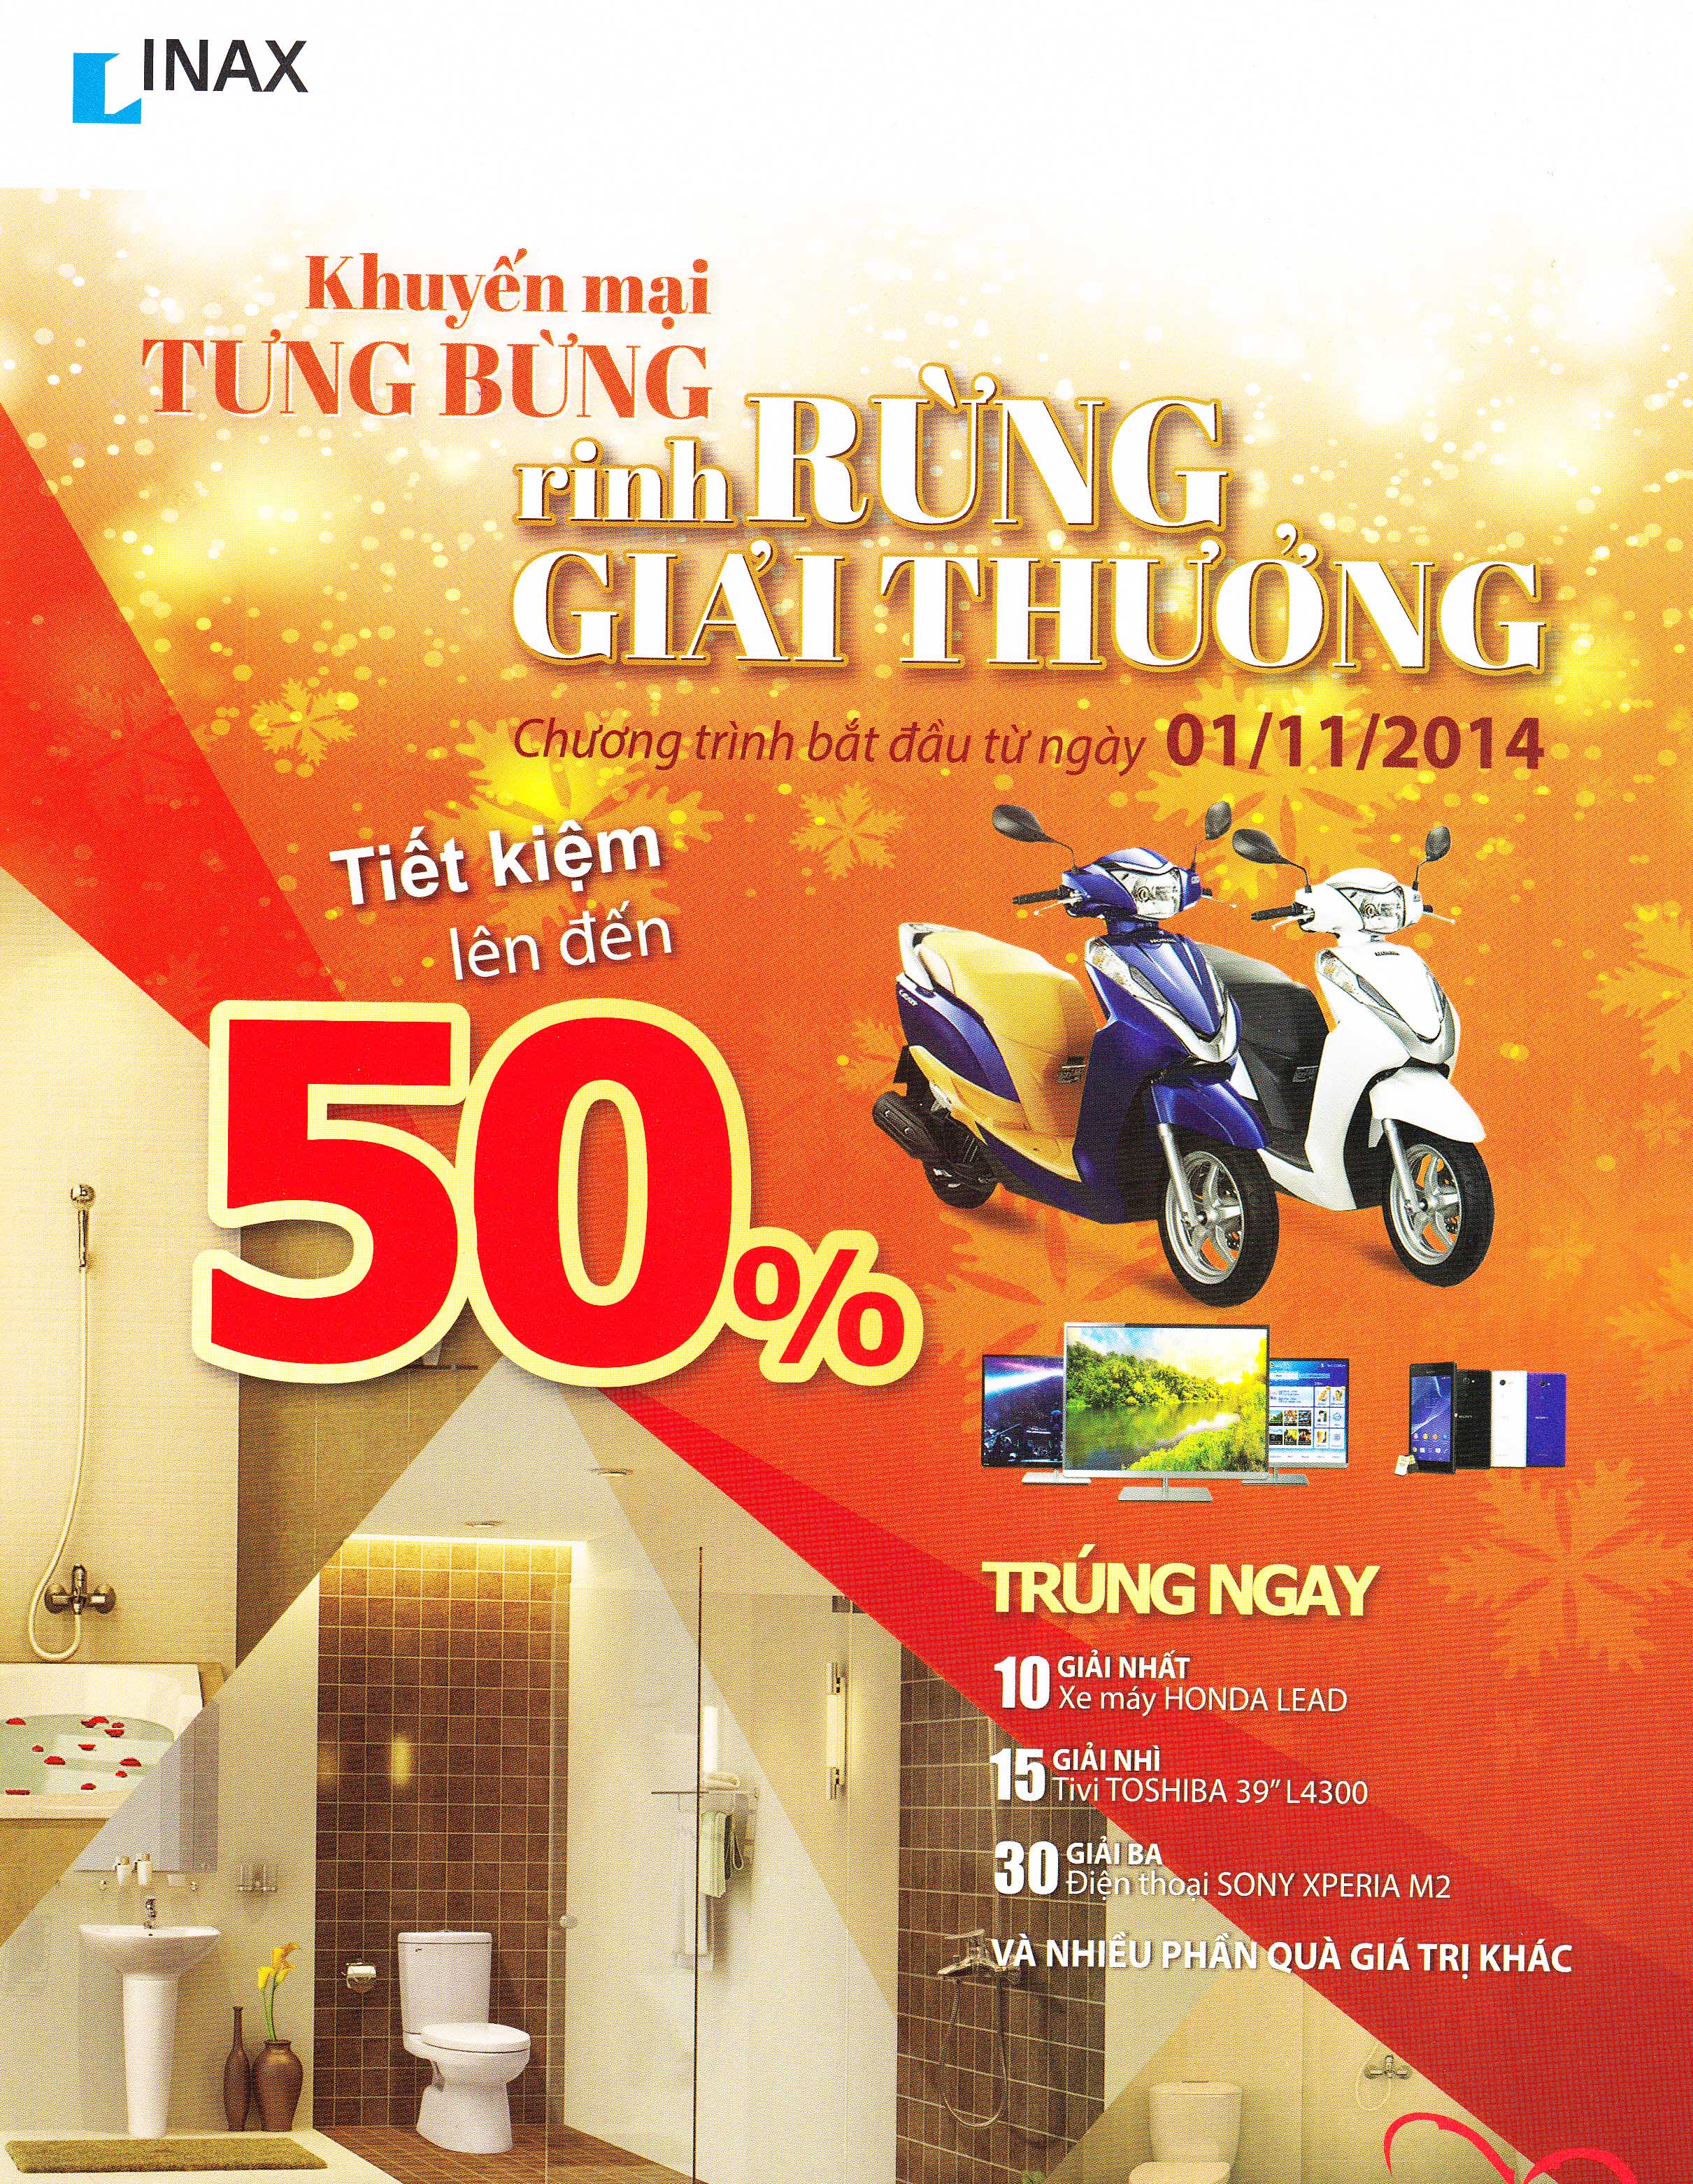 INAX
Khuyến mại
TƯNG BỪNG
rinh RỪNG
GIẢI THƯỞNG
Chương trình bắt đầu từ ngày 01/11/2014
Tiết kiệm
lên đến
50%
TRÚNG NGAY
10 GIẢI NHẤT
Xe máy HONDA LEAD
15 GIẢI NHÌ
Tivi TOSHIBA 39” L4300
30 GIẢI BA
Điện thoại SONY XPERIA M2
VÀ NHIỀU PHẦN QUÀ GIÁ TRỊ KHÁC